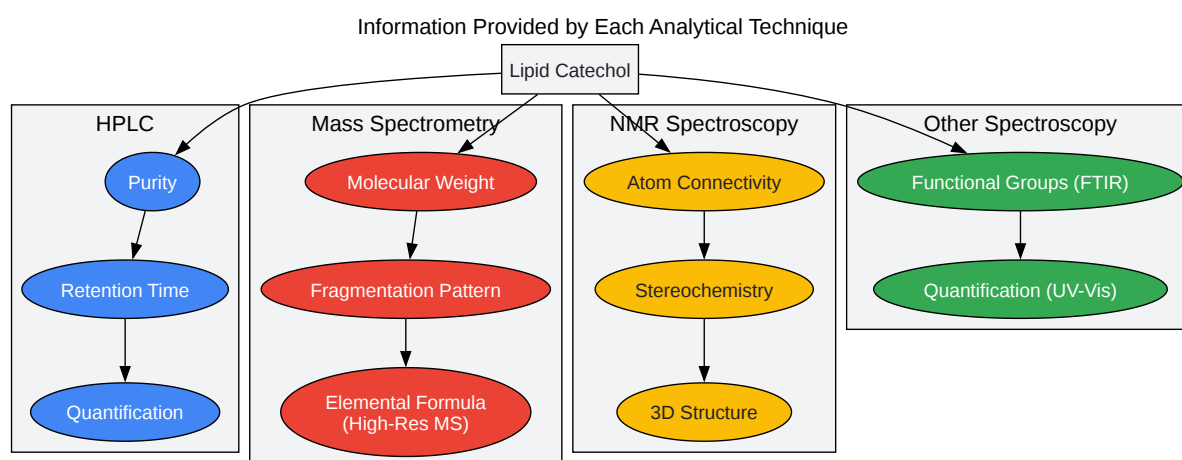 Information Provided by Each Analytical Technique
Lipid Catechol
HPLC
Purity
Retention Time
Quantification
Mass Spectrometry
Molecular Weight
Fragmentation Pattern
Elemental Formula
(High-Res MS)
NMR Spectroscopy
Atom Connectivity
Stereochemistry
3D Structure
Other Spectroscopy
Functional Groups (FTIR)
Quantification (UV-Vis)